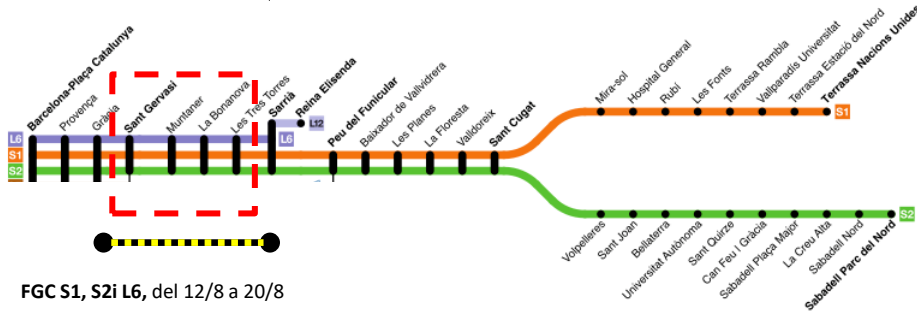 Barcelona-Plaça Catalunya
Provença
Gràcia
Sant Gervasi
Muntaner
La Bonanova
Les Tres Torres
Sarrià
Reina Elisenda
Peu del Funicular
Baixador de Vallvidrera
Les Planes
La Floresta
Valldoreix
Sant Cugat
Mira-sol
Hospital General
Rubí
Les Fonts
Terrassa Rambla
Vallparadís Universitat
Terrassa Estació del Nord
Terrassa Nacions Unides
L12
L6
L6
S1
S1
S2
S2
Volpelleres
Sant Joan
Bellaterra
Universitat Autònoma
Sant Quirze
Can Feu I Gràcia
Sabadell Plaça Major
La Creu Alta
Sabadell Nord
Sabadell Parc del Nord
FGC S1, S2i L6, del 12/8 a 20/8